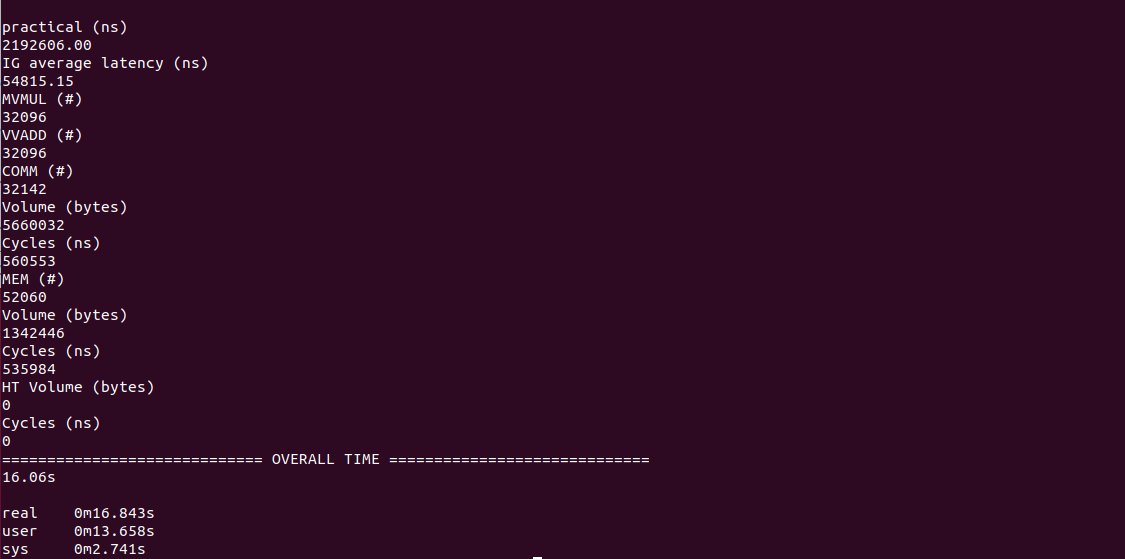 practical (ns)
2192606.00
IG average latency (ns)
54815.15
MVMUL (#)
32096
VVADD (#)
32096
COMM (#)
32142
Volume (bytes)
5660032
Cycles (ns)
560553
MEM (#)
52060
Volume (bytes)
1342446
Cycles (ns)
535984
HT Volume (bytes)
0
Cycles (ns)
0
============================= OVERALL TIME =============================
16.06s
real    0m16.843s
user    0m13.658s
sys     0m2.741s